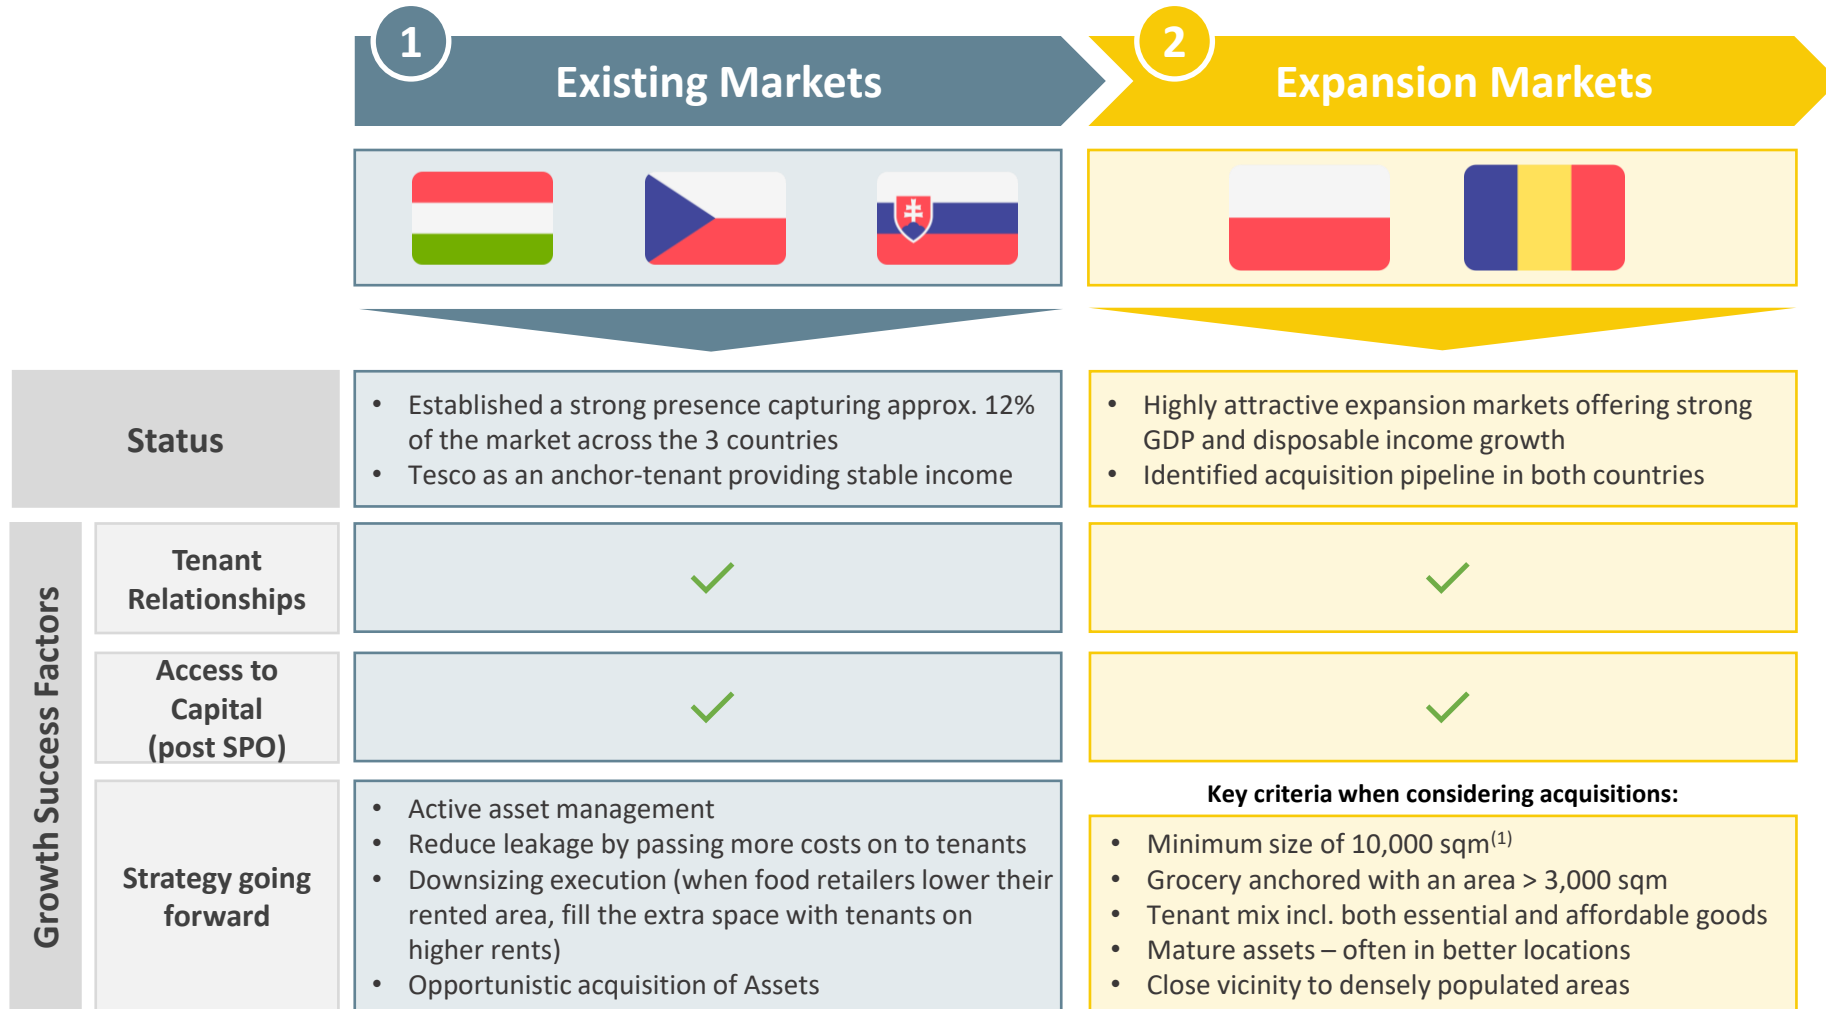 1
Existing Markets
2
Expansion Markets
Status
• Established a strong presence capturing approx. 12%
of the market across the 3 countries
• Tesco as an anchor-tenant providing stable income
• Highly attractive expansion markets offering strong
GDP and disposable income growth
• Identified acquisition pipeline in both countries
Growth Success Factors
Tenant
Relationships
Access to
Capital
(post SPO)
Strategy going
forward
• Active asset management
• Reduce leakage by passing more costs on to tenants
• Downsizing execution (when food retailers lower their
rented area, fill the extra space with tenants on
higher rents)
• Opportunistic acquisition of Assets
Key criteria when considering acquisitions:
• Minimum size of 10,000 sqm(1)
• Grocery anchored with an area > 3,000 sqm
• Tenant mix incl. both essential and affordable goods
• Mature assets – often in better locations
• Close vicinity to densely populated areas